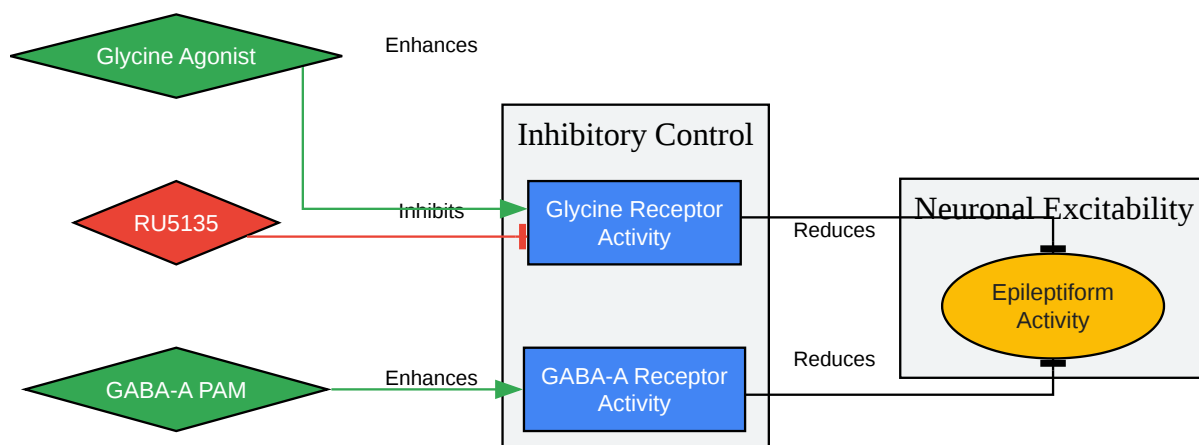 Glycine Agonist
Enhances
Inhibitory Control
RU5135
Inhibits
Glycine Receptor
Activity
Reduces
Neuronal Excitability
Epileptiform
Activity
GABA-A PAM
Enhances
GABA-A Receptor
Activity
Reduces